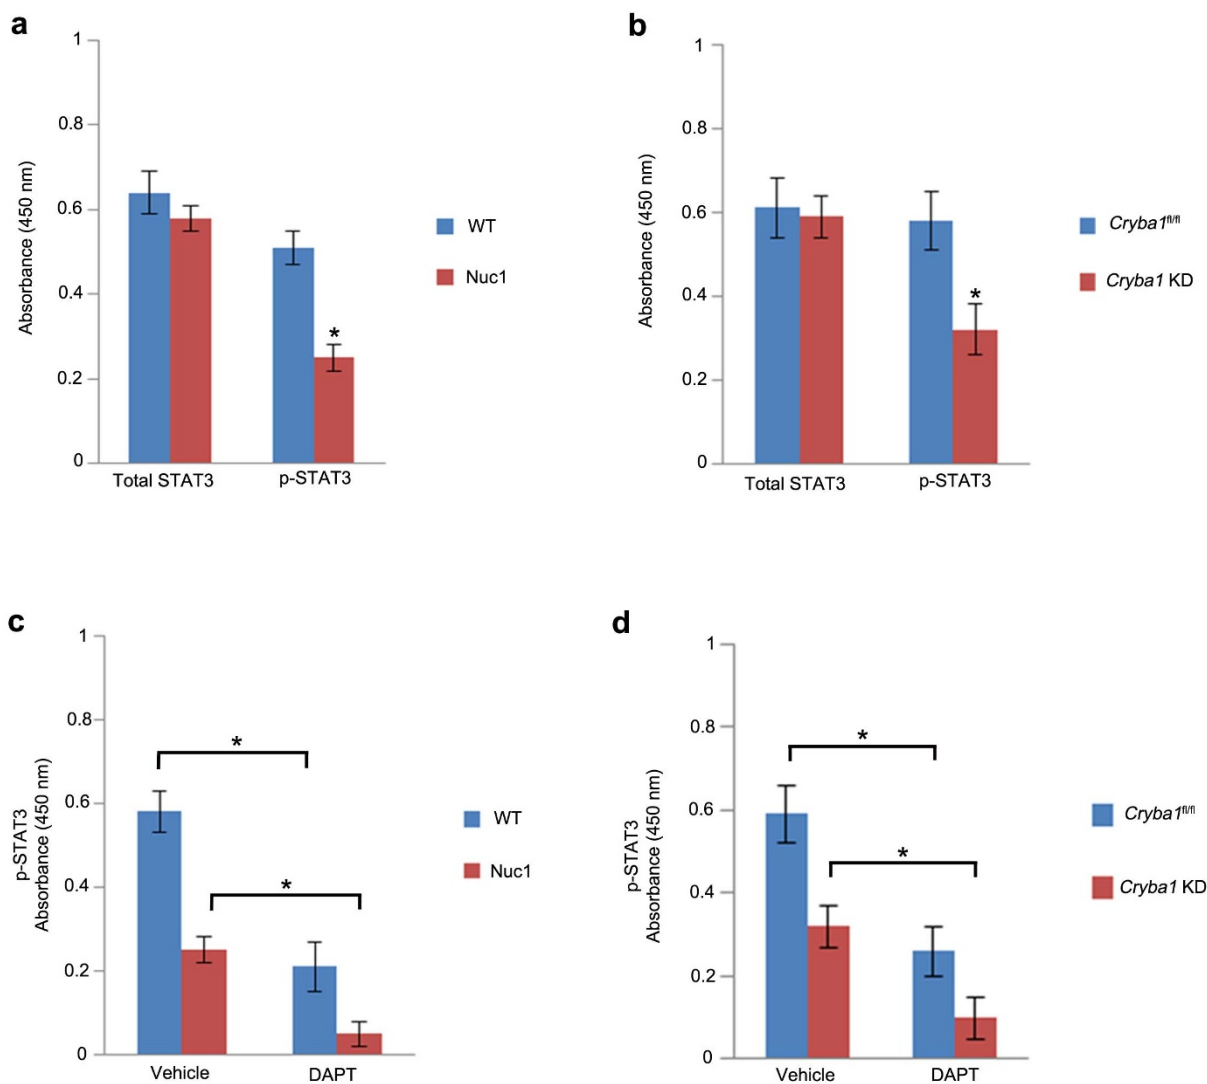 a
1
0.8
0.6
0.4
0.2
0
Absorbance (450 nm)
Total STAT3
p-STAT3
*
WT
Nuc1
b
1
0.8
0.6
0.4
0.2
0
Absorbance (450 nm)
Total STAT3
p-STAT3
*
Cryba1fl/fl
Cryba1 KD
c
1
0.8
0.6
0.4
0.2
0
p-STAT3
Absorbance (450 nm)
*
*
Vehicle
DAPT
WT
Nuc1
d
1
0.8
0.6
0.4
0.2
0
p-STAT3
Absorbance (450 nm)
*
*
Vehicle
DAPT
Cryba1fl/fl
Cryba1 KD